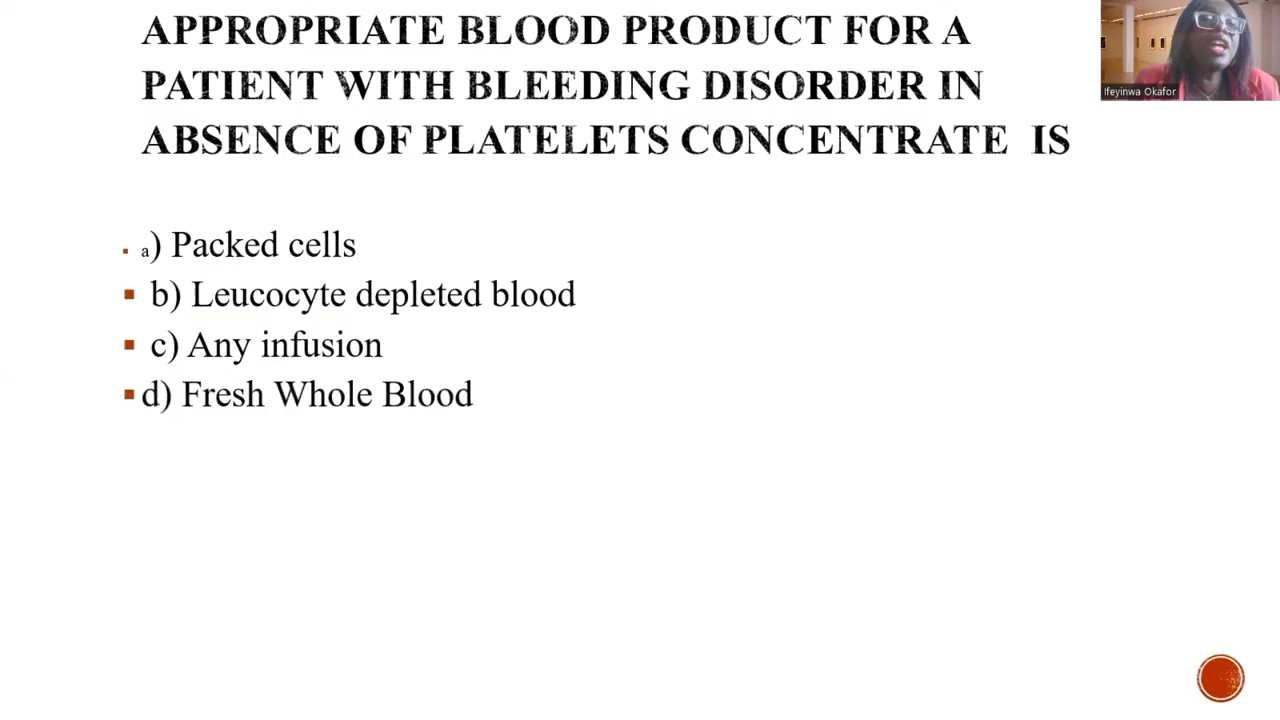 APPROPRIATE BLOOD PRODUCT FOR A
PATIENT WITH BLEEDING DISORDER IN
ABSENCE OF PLATELETS CONCENTRATE IS
Ifeyinwa Okafor
a) Packed cells
b) Leucocyte depleted blood
c) Any infusion
d) Fresh Whole Blood